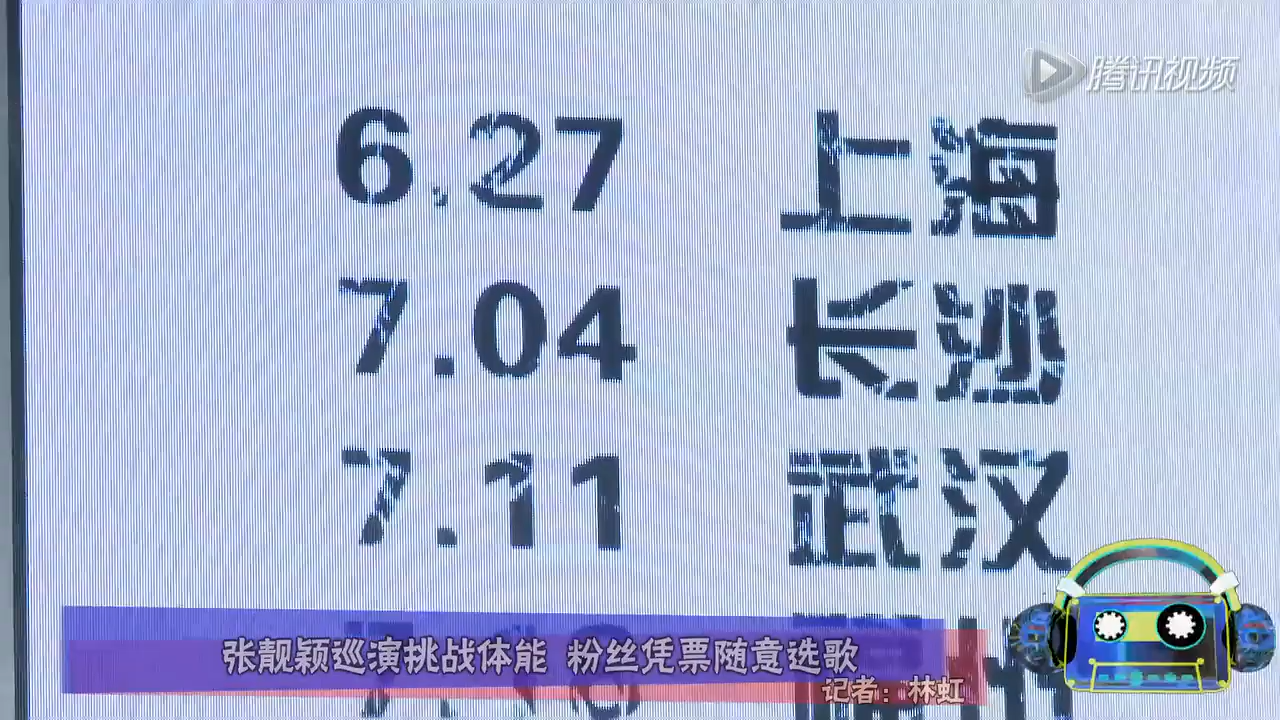 腾讯视频
6.27 上海
7.04 长沙
7.11 武汉
张靓颖巡演挑战体能 粉丝凭票随意选歌
记者：林虹